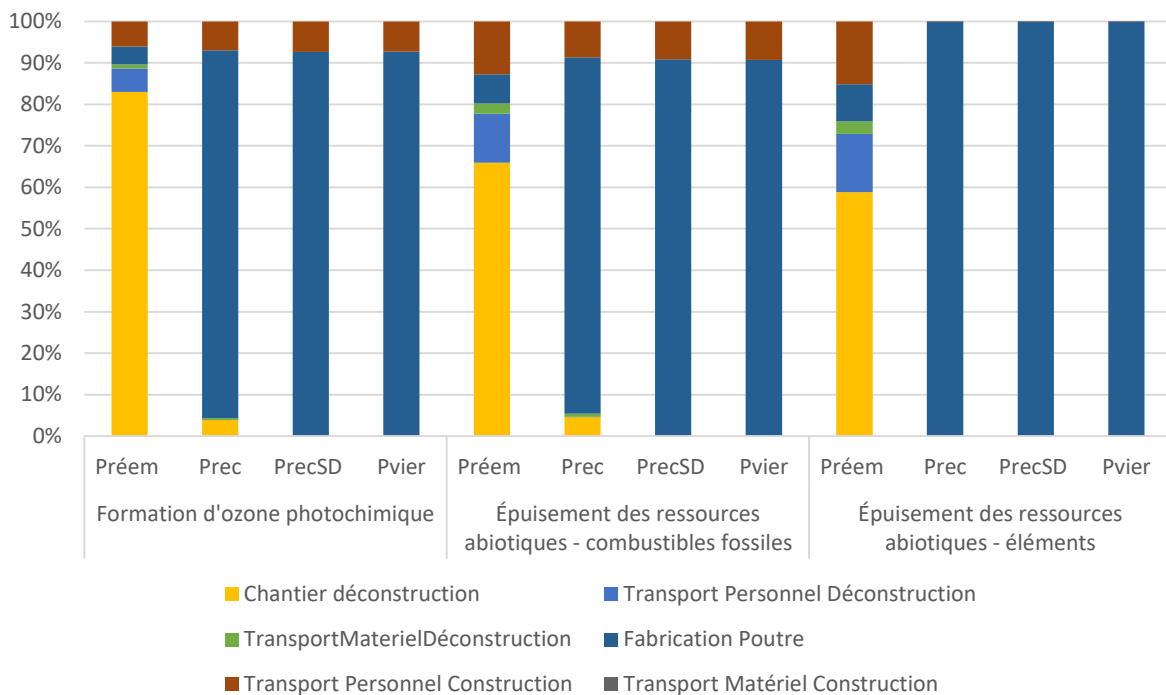 100%
90%
80%
70%
60%
50%
40%
30%
20%
10%
0%
Préem Prec PrecSD Pvier Préem Prec PrecSD Pvier Préem Prec PrecSD Pvier
Formation d'ozone photochimique
Épuisement des ressources
abiotiques - combustibles fossiles
Épuisement des ressources
abiotiques - éléments
Chantier déconstruction
Transport Personnel Déconstruction
TransportMaterielDéconstruction
Fabrication Poutre
Transport Personnel Construction
Transport Matériel Construction